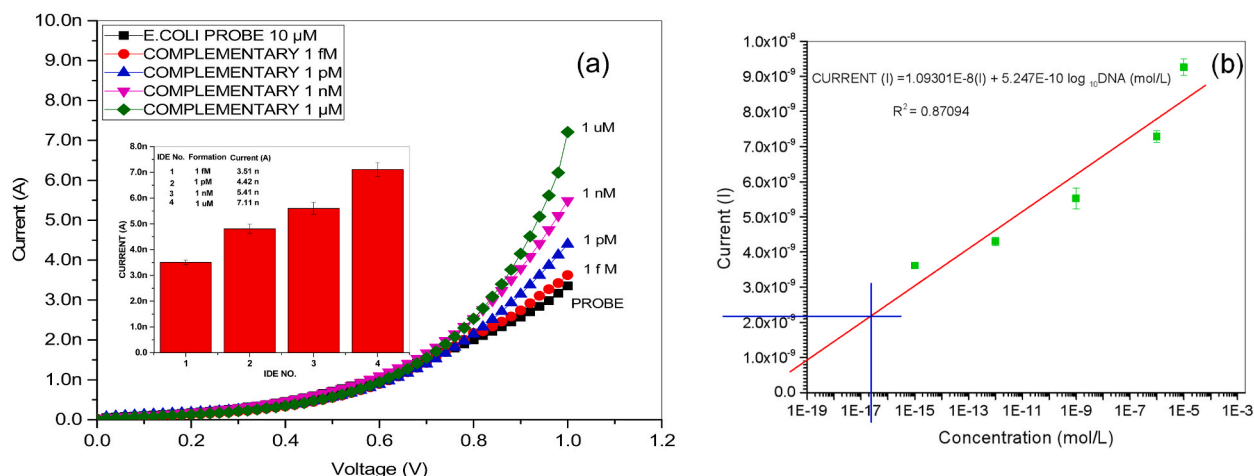 10.0n
9.0n
8.0n
7.0n
6.0n
5.0n
4.0n
3.0n
2.0n
1.0n
0.0
Current (A)
E.COLI PROBE 10 µM
COMPLEMENTARY 1 fM
COMPLEMENTARY 1 pM
COMPLEMENTARY 1 nM
COMPLEMENTARY 1 µM
(a)
8.0n
7.0n
6.0n
5.0n
4.0n
3.0n
2.0n
1.0n
0.0
CURRENT (A)
IDE No. Formation Current (A)
1 1 fM 3.51 n
2 1 pM 4.42 n
3 1 nM 5.41 n
4 1 uM 7.11 n
1 2 3 4
IDE NO.
1 uM
1 nM
1 pM
1 f M
PROBE
0.0 0.2 0.4 0.6 0.8 1.0 1.2
Voltage (V)
1.0x10⁻⁸
9.0x10⁻⁹
8.0x10⁻⁹
7.0x10⁻⁹
6.0x10⁻⁹
5.0x10⁻⁹
4.0x10⁻⁹
3.0x10⁻⁹
2.0x10⁻⁹
1.0x10⁻⁹
0.0
Current (I)
(b)
CURRENT (I) =1.09301E-8(I) + 5.247E-10 log ₁₀DNA (mol/L)
R² = 0.87094
1E-19 1E-17 1E-15 1E-13 1E-11 1E-9 1E-7 1E-5 1E-3
Concentration (mol/L)